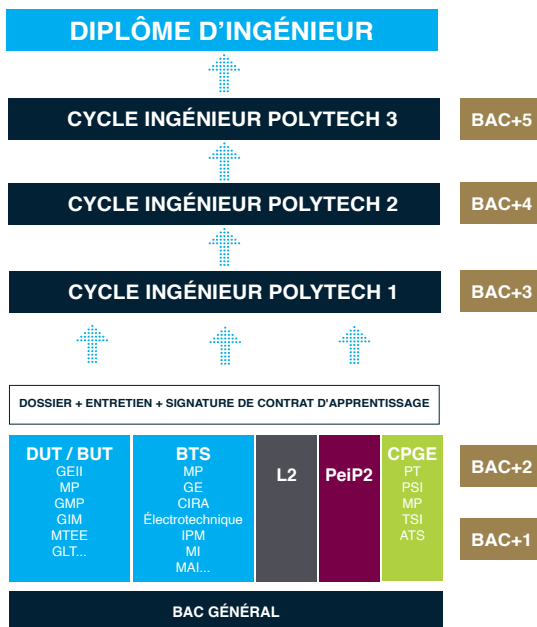 DIPLÔME D'INGÉNIEUR
CYCLE INGÉNIEUR POLYTECH 3
BAC+5
CYCLE INGÉNIEUR POLYTECH 2
BAC+4
CYCLE INGÉNIEUR POLYTECH 1
BAC+3
DOSSIER + ENTRETIEN + SIGNATURE DE CONTRAT D'APPRENTISSAGE
DUT / BUT
GEII
MP
GMP
GIM
MTEE
GLT...
BTS
MP
GE
CIRA
Électrotechnique
IPM
MI
MAI...
L2
PeiP2
CPGE
PT
PSI
MP
TSI
ATS
BAC+2
BAC+1
BAC GÉNÉRAL